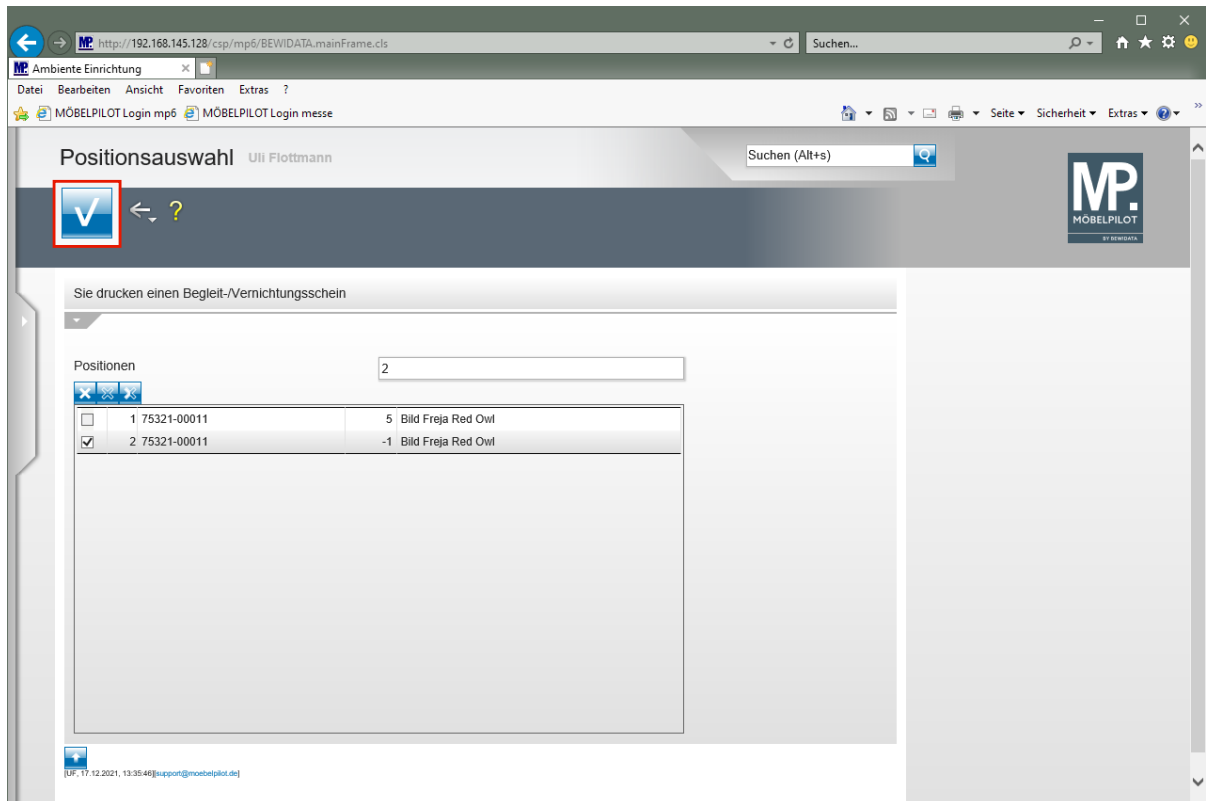 http://192.168.145.128/csp/mp6/BEWIDATA.mainFrame.cls
Suchen...
MP. Ambiente Einrichtung
Datei Bearbeiten Ansicht Favoriten Extras ?
MÖBELPILOT Login mp6 MÖBELPILOT Login messe
Seite Sicherheit Extras
Positionsauswahl Uli Flottmann
Suchen (Alt+s)
MP.
MÖBELPILOT
BY BEWIDATA
Sie drucken einen Begleit-/Vernichtungsschein
Positionen 2
1 75321-00011 5 Bild Freja Red Owl
2 75321-00011 -1 Bild Freja Red Owl
[UF, 17.12.2021, 13:35:46][support@moebelpilot.de]